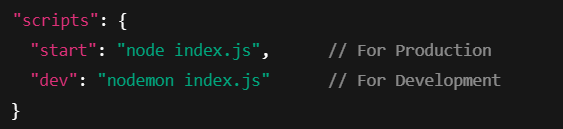 "scripts": {
  "start": "node index.js",      // For Production
  "dev": "nodemon index.js"      // For Development
}